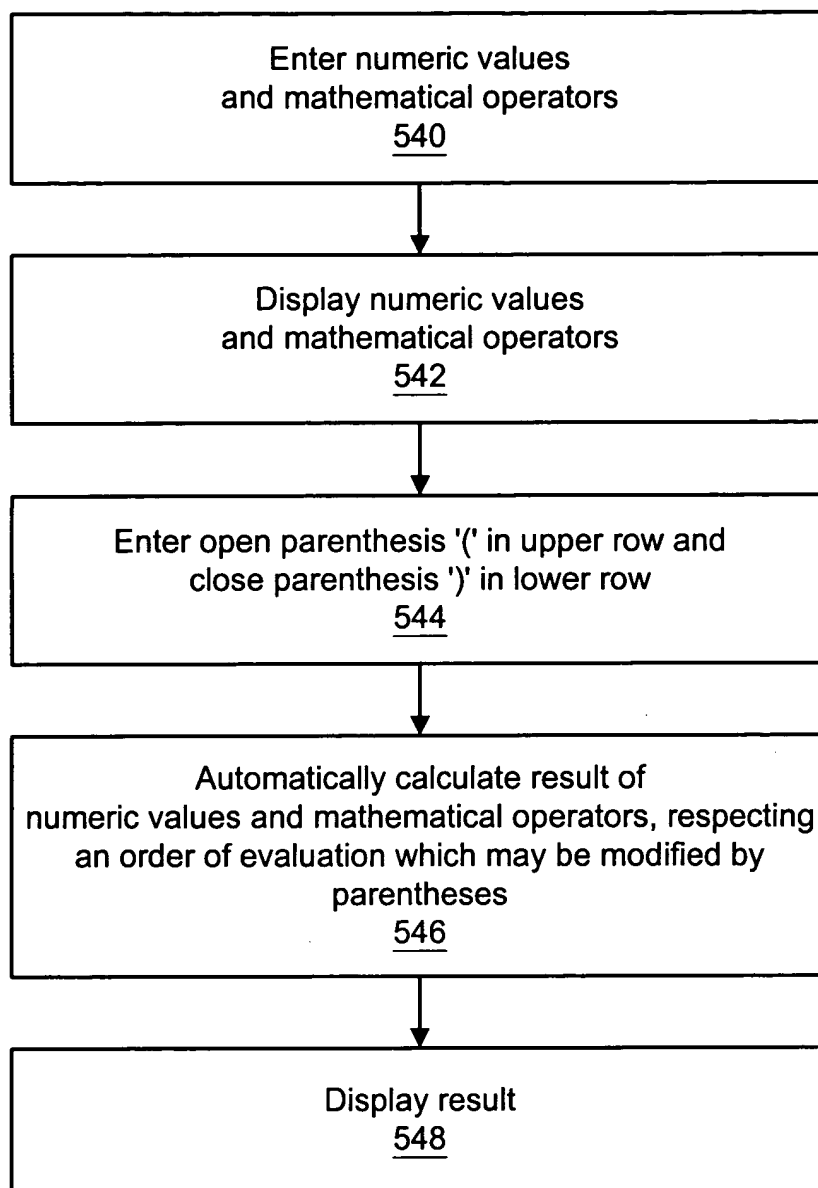 Enter numeric values
and mathematical operators
540
Display numeric values
and mathematical operators
542
Enter open parenthesis '(' in upper row and
close parenthesis ')' in lower row
544
Automatically calculate result of
numeric values and mathematical operators, respecting
an order of evaluation which may be modified by
parentheses
546
Display result
548